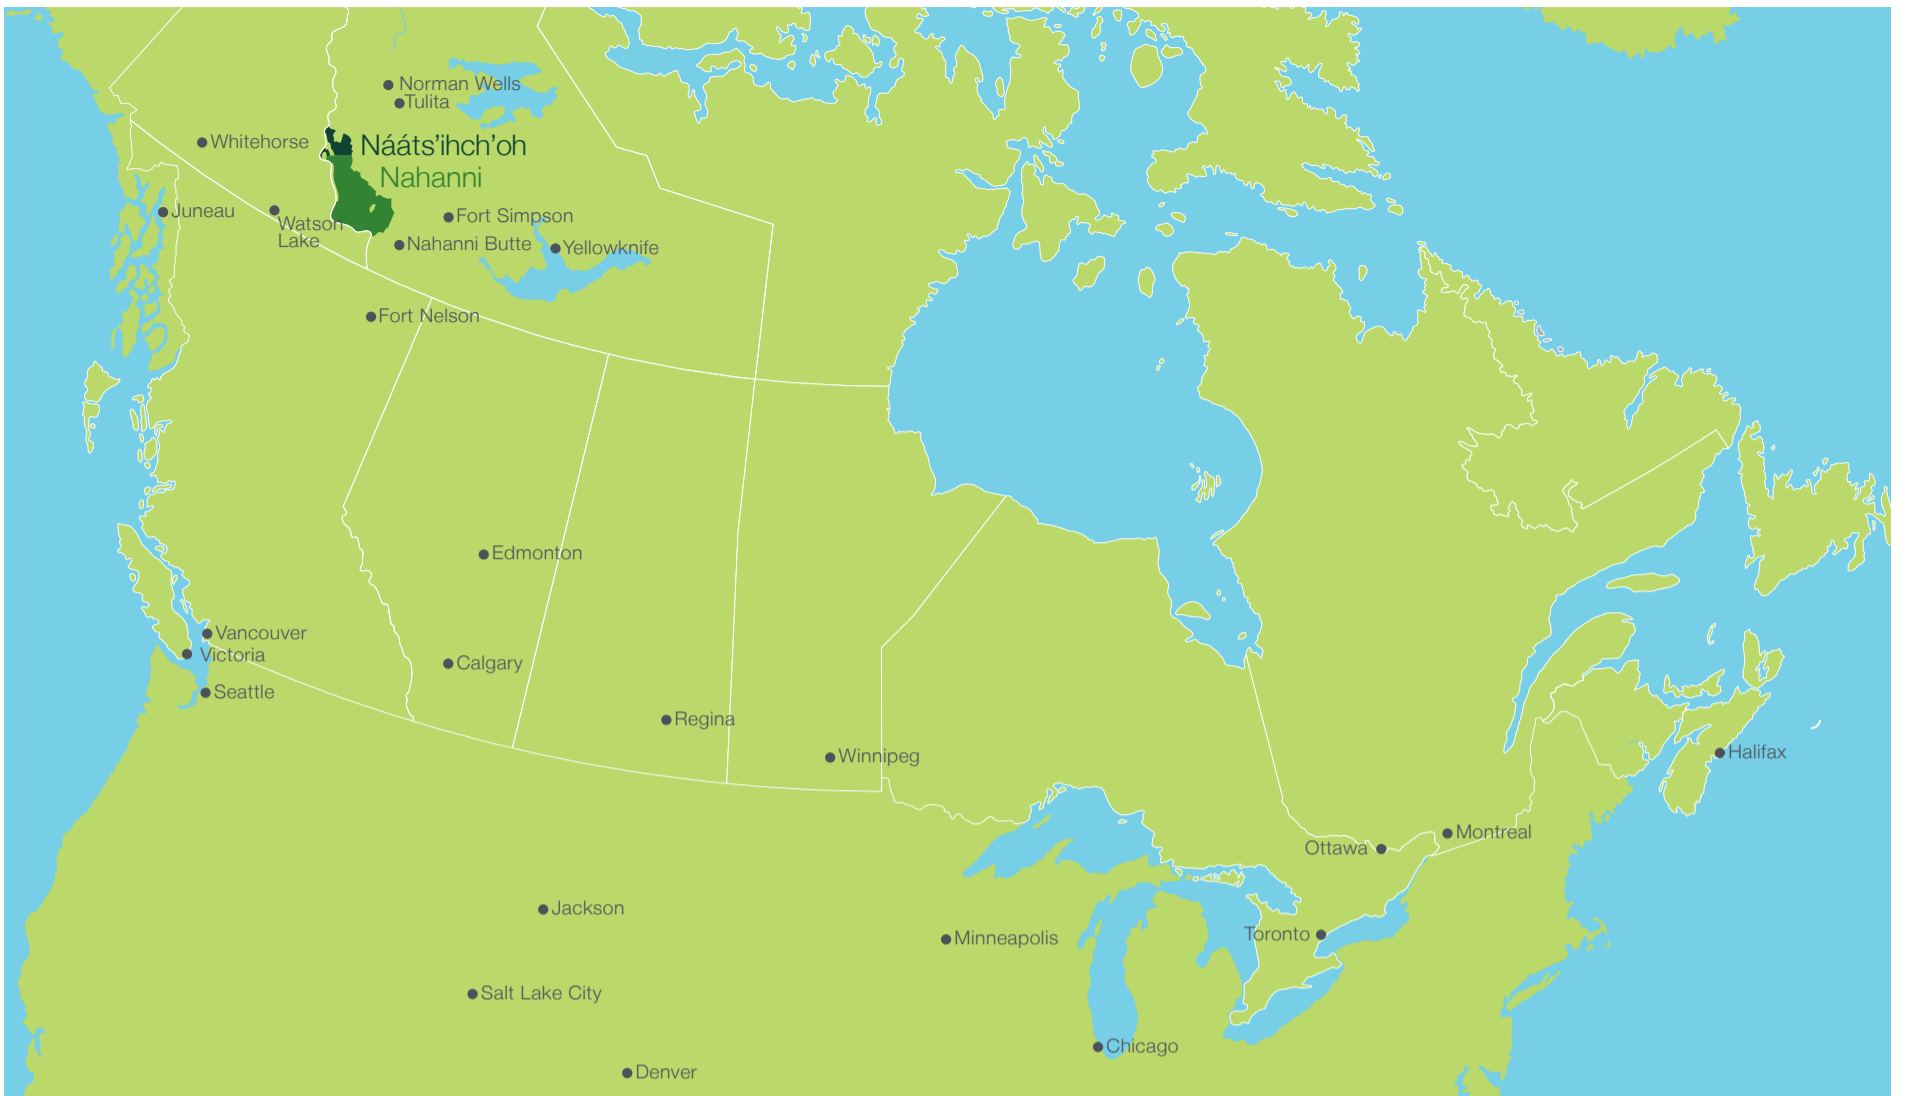 Norman Wells
Tulita
Whitehorse
Nááts'ihch'oh
Nahanni
Juneau
Watson
Lake
Fort Simpson
Nahanni Butte
Yellowknife
Fort Nelson
Edmonton
Vancouver
Victoria
Calgary
Seattle
Regina
Winnipeg
Halifax
Montreal
Ottawa
Jackson
Minneapolis
Toronto
Salt Lake City
Chicago
Denver